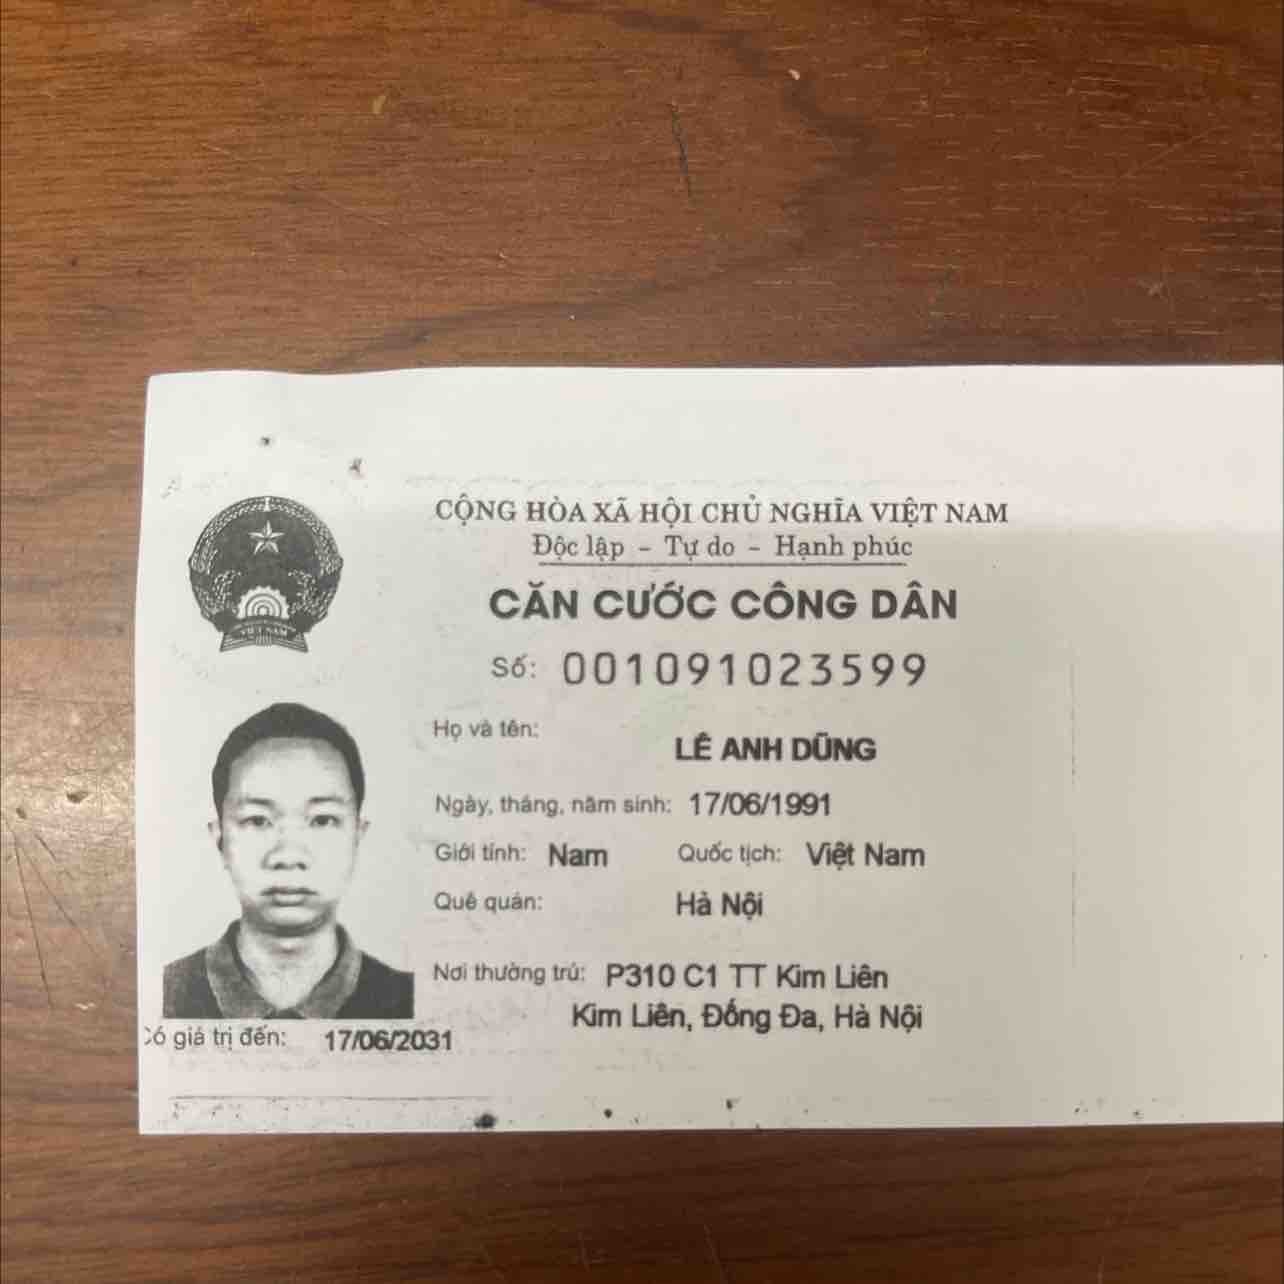 CỘNG HÒA XÃ HỘI CHỦ NGHĨA VIỆT NAM
Độc lập - Tự do - Hạnh phúc
CĂN CƯỚC CÔNG DÂN
Số: 001091023599
Họ và tên:
LÊ ANH DŨNG
Ngày, tháng, năm sinh: 17/06/1991
Giới tính: Nam Quốc tịch: Việt Nam
Quê quán: Hà Nội
Nơi thường trú: P310 C1 TT Kim Liên
Kim Liên, Đống Đa, Hà Nội
Có giá trị đến: 17/06/2031
VIỆT NAM